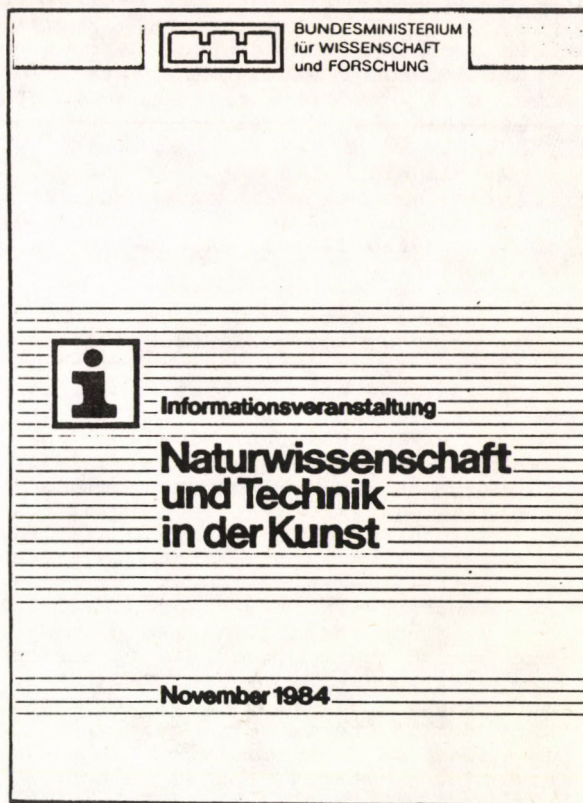 BUNDESMINISTERIUM
für WISSENSCHAFT
und FORSCHUNG
i
Informationsveranstaltung
Naturwissenschaft
und Technik
in der Kunst
November 1984